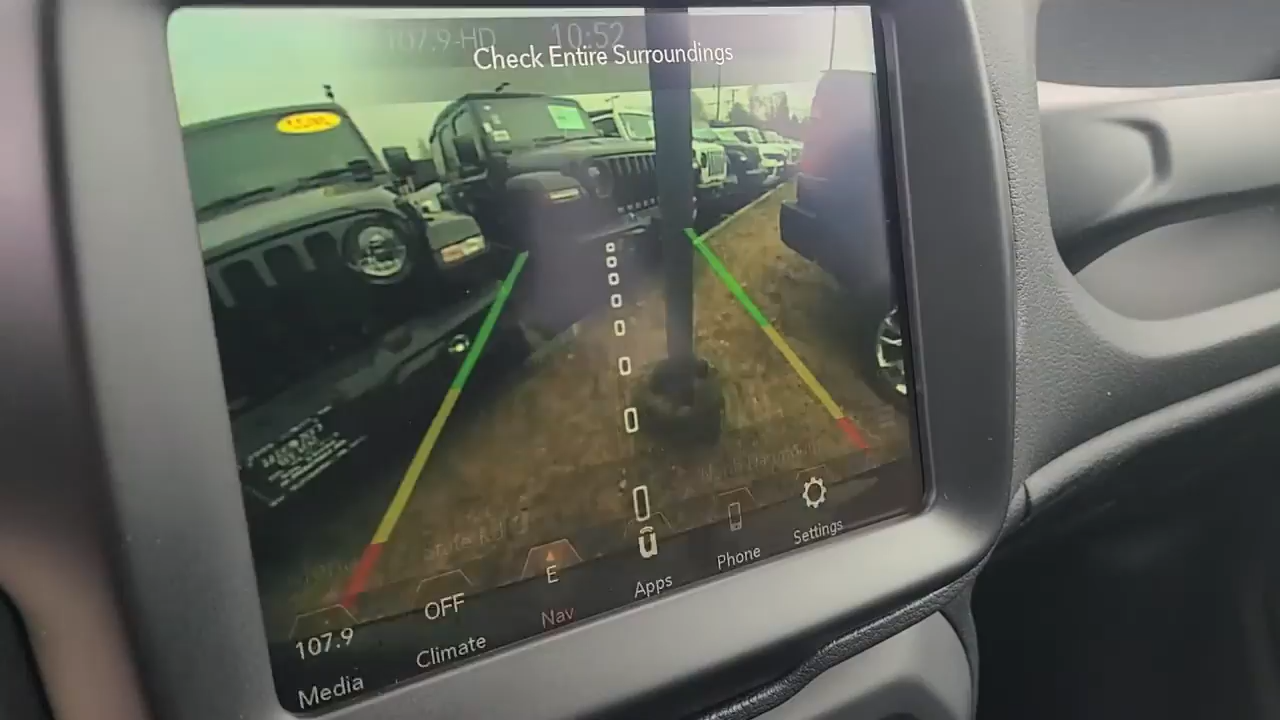 107.9-HD
10:52
Check Entire Surroundings
107.9
OFF
E
Media
Climate
Nav
Apps
Phone
Settings